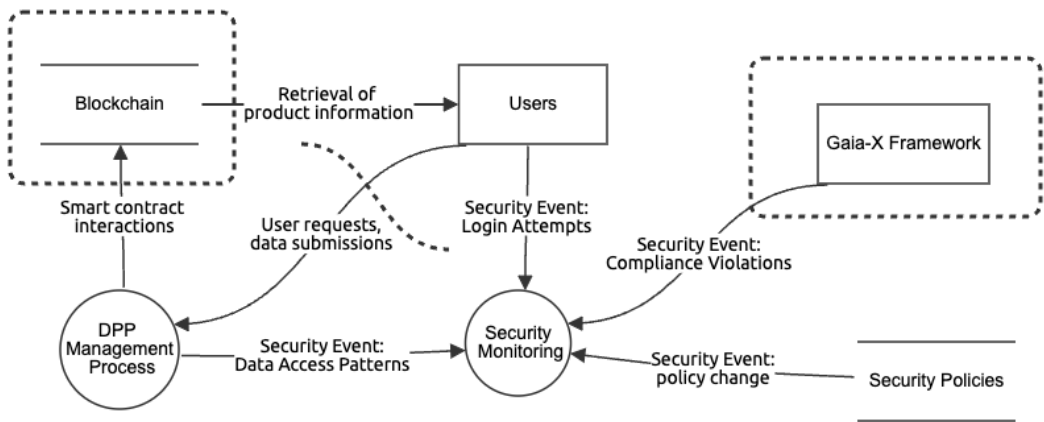 Blockchain
Retrieval of
product information
Users
Gaia-X Framework
Smart contract
interactions
User requests,
data submissions
Security Event:
Login Attempts
Security Event:
Compliance Violations
DPP
Management
Process
Security Event:
Data Access Patterns
Security
Monitoring
Security Event:
policy change
Security Policies